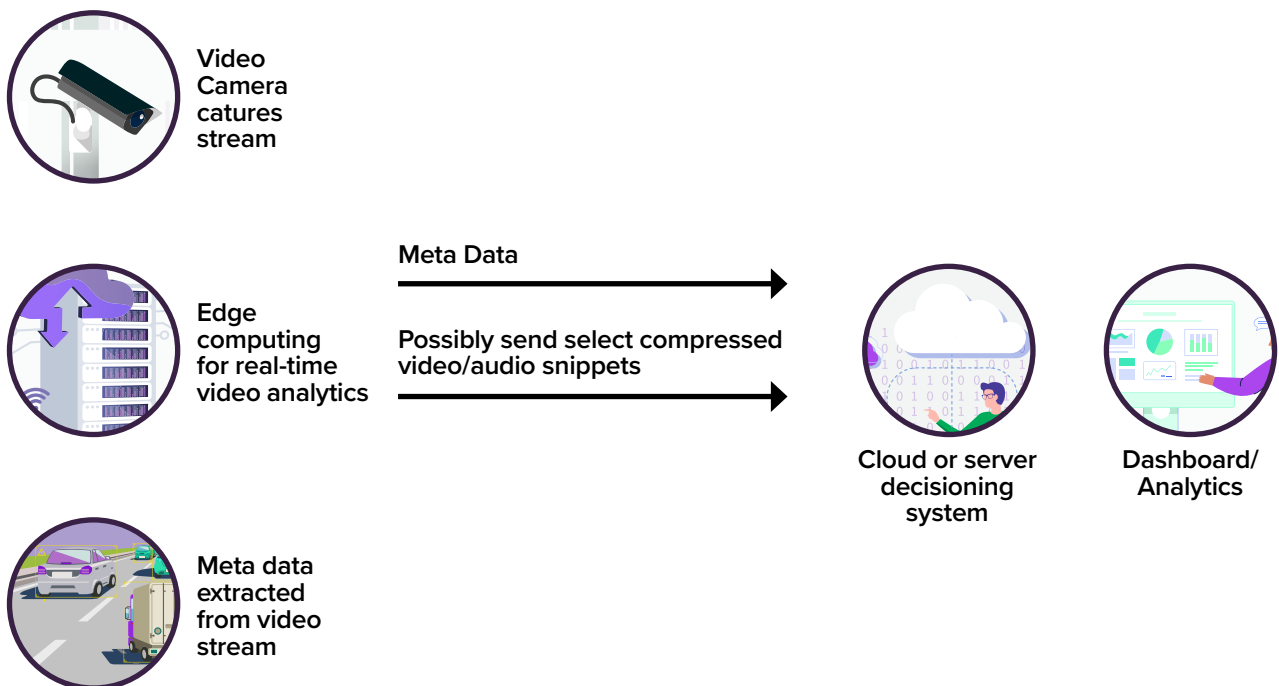 Video
Camera
catures
stream
Meta Data
Edge
computing
for real-time
video analytics
Possibly send select compressed
video/audio snippets
Cloud or server
decisioning
system
Dashboard/
Analytics
Meta data
extracted
from video
stream